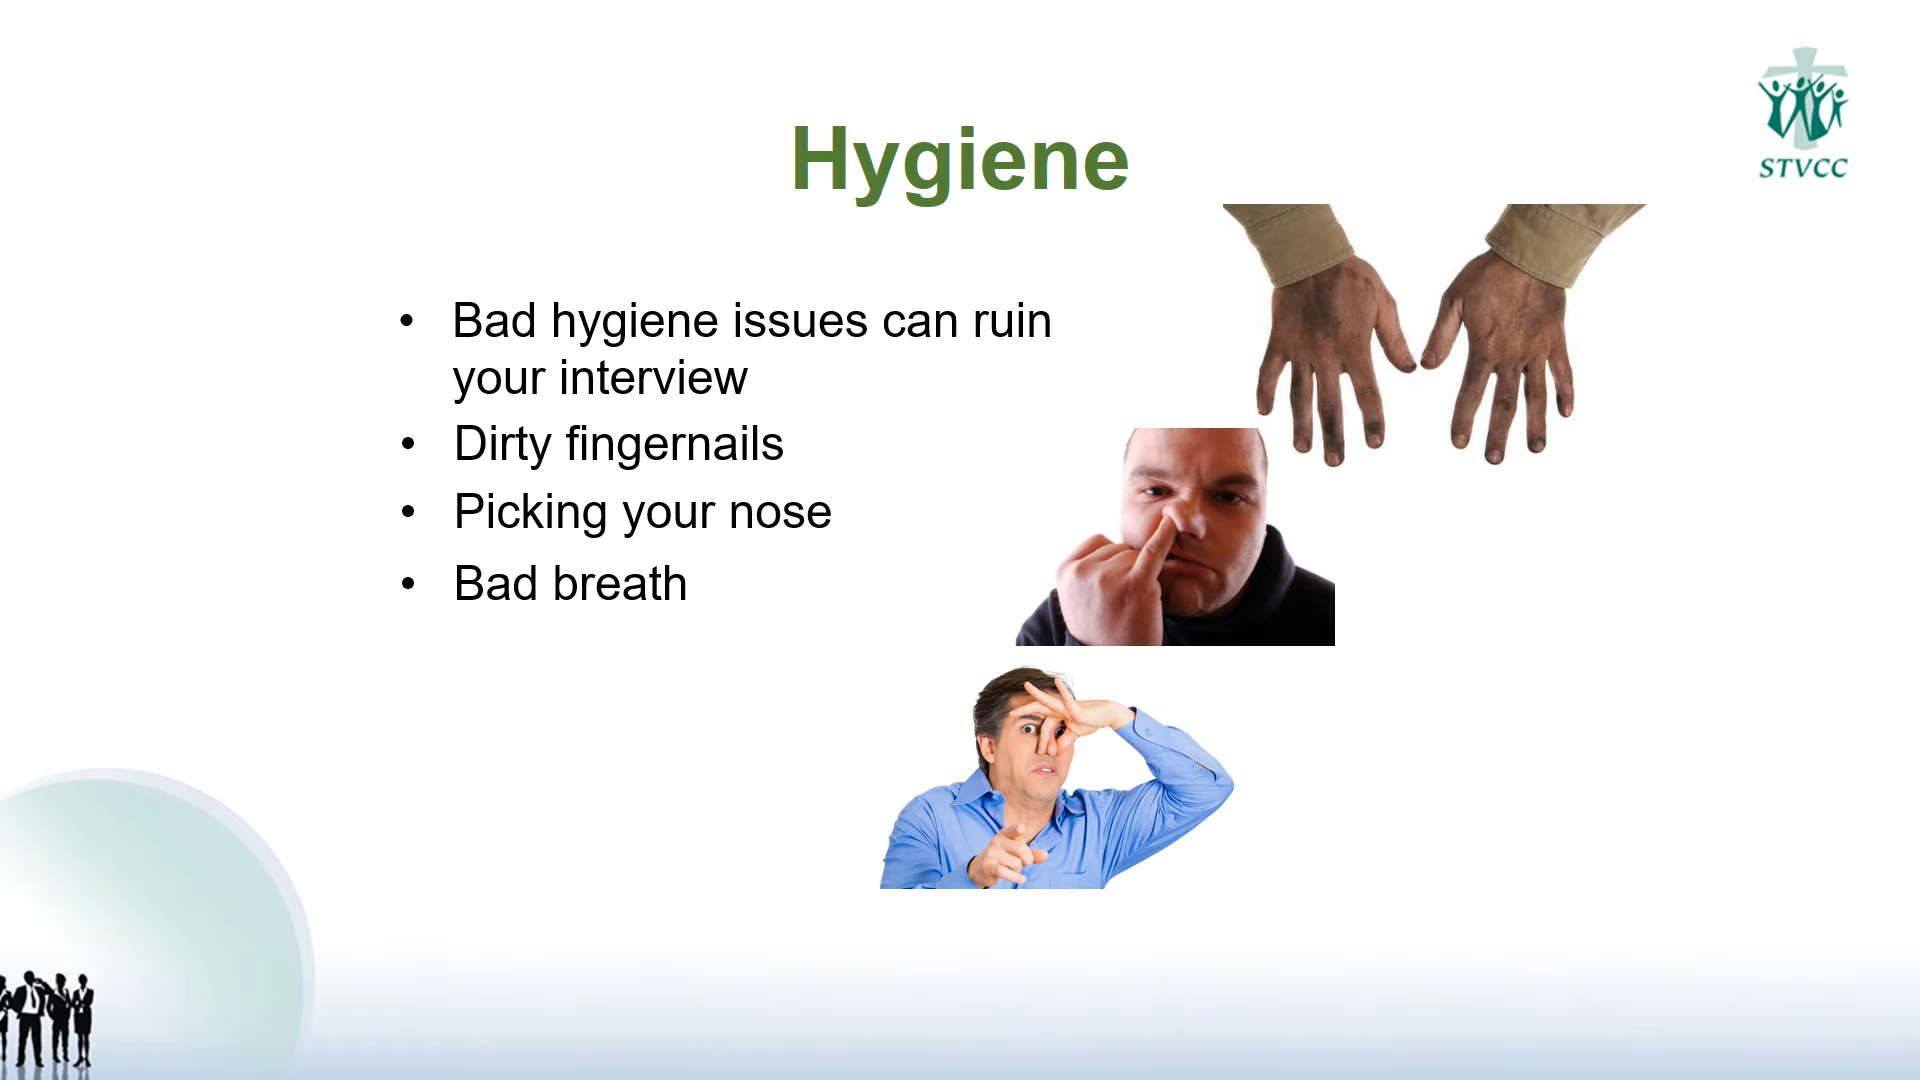 STVCC
Hygiene
• Bad hygiene issues can ruin
your interview
• Dirty fingernails
• Picking your nose
• Bad breath